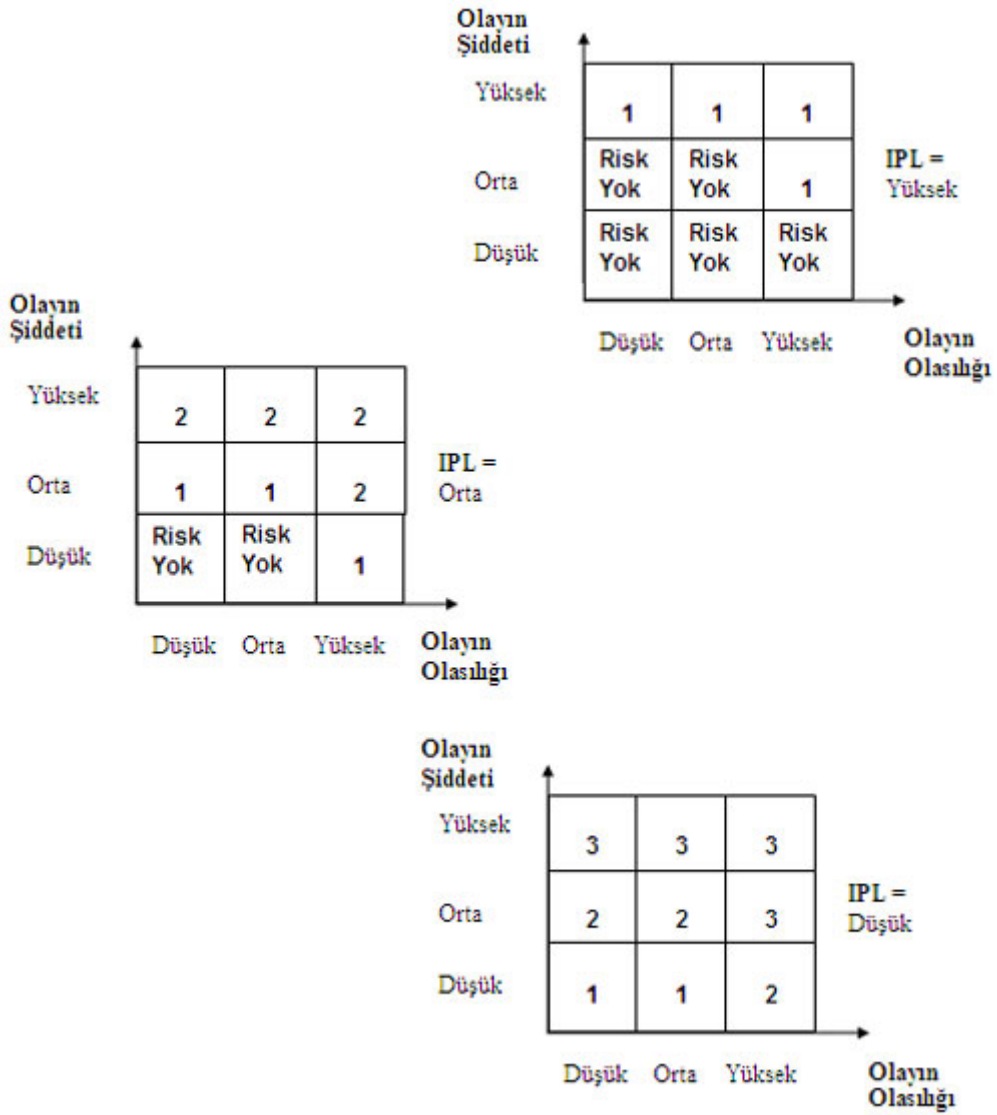 Olayın
Şiddeti
Yüksek
1 1 1
Orta
Risk Risk
Yok Yok 1
IPL =
Yüksek
Düşük
Risk Risk Risk
Yok Yok Yok
Düşük Orta Yüksek
Olayın
Olasılığı
Olayın
Şiddeti
Yüksek
2 2 2
Orta
1 1 2
IPL =
Orta
Düşük
Risk Risk
Yok Yok 1
Düşük Orta Yüksek
Olayın
Olasılığı
Olayın
Şiddeti
Yüksek
3 3 3
Orta
2 2 3
IPL =
Düşük
Düşük
1 1 2
Düşük Orta Yüksek
Olayın
Olasılığı